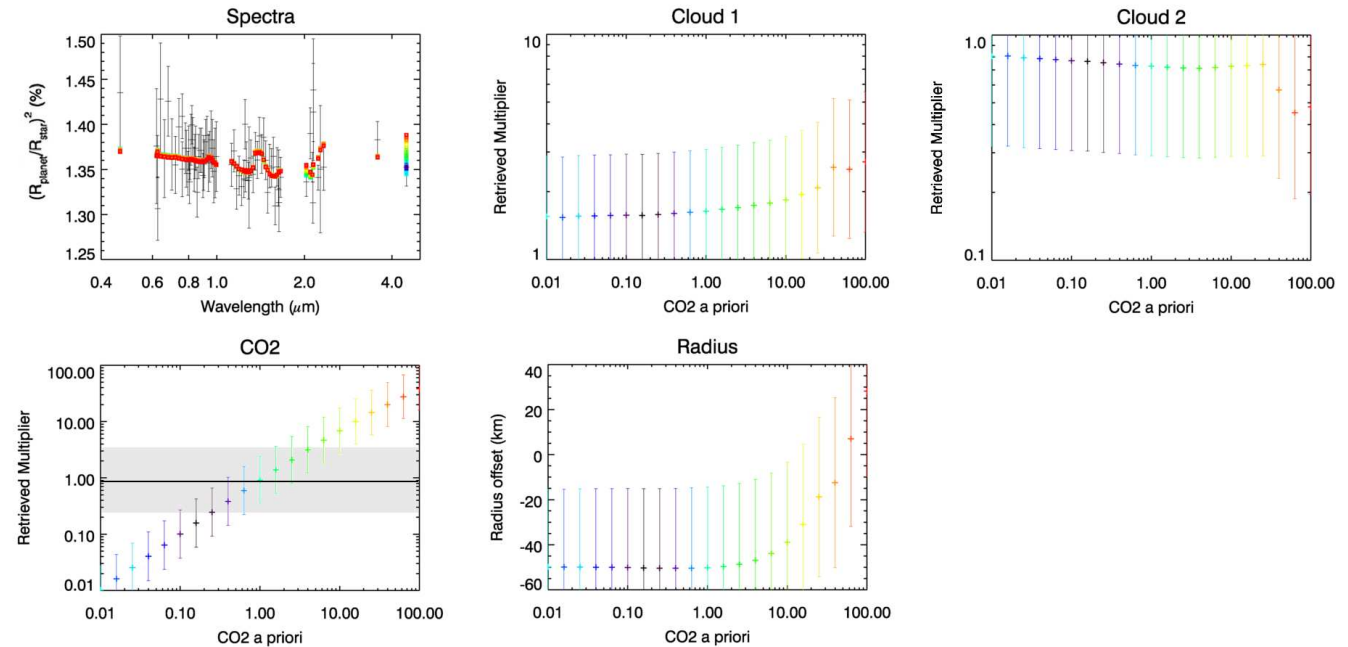 Spectra
1.50
1.45
1.40
1.35
1.30
1.25
(R_planet/R_star)^2 (%)
0.4 0.6 0.8 1.0 2.0 4.0
Wavelength (μm)
Cloud 1
10
1
Retrieved Multiplier
0.01 0.10 1.00 10.00 100.00
CO2 a priori
Cloud 2
1.0
0.1
Retrieved Multiplier
0.01 0.10 1.00 10.00 100.00
CO2 a priori
CO2
100.00
10.00
1.00
0.10
0.01
Retrieved Multiplier
0.01 0.10 1.00 10.00 100.00
CO2 a priori
Radius
40
20
0
-20
-40
-60
Radius offset (km)
0.01 0.10 1.00 10.00 100.00
CO2 a priori